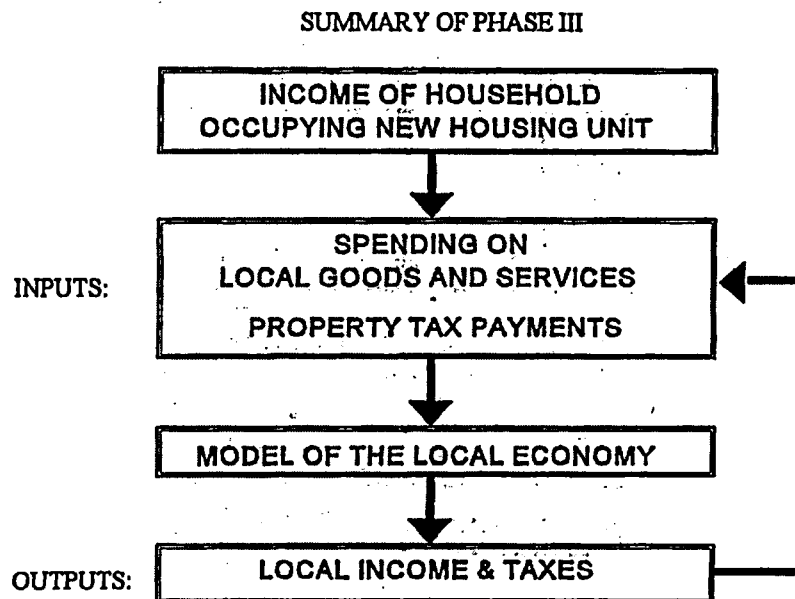 SUMMARY OF PHASE III
INCOME OF HOUSEHOLD
OCCUPYING NEW HOUSING UNIT
SPENDING ON
INPUTS:
LOCAL GOODS AND SERVICES
PROPERTY TAX PAYMENTS
MODEL OF THE LOCAL ECONOMY
OUTPUTS:
LOCAL INCOME & TAXES